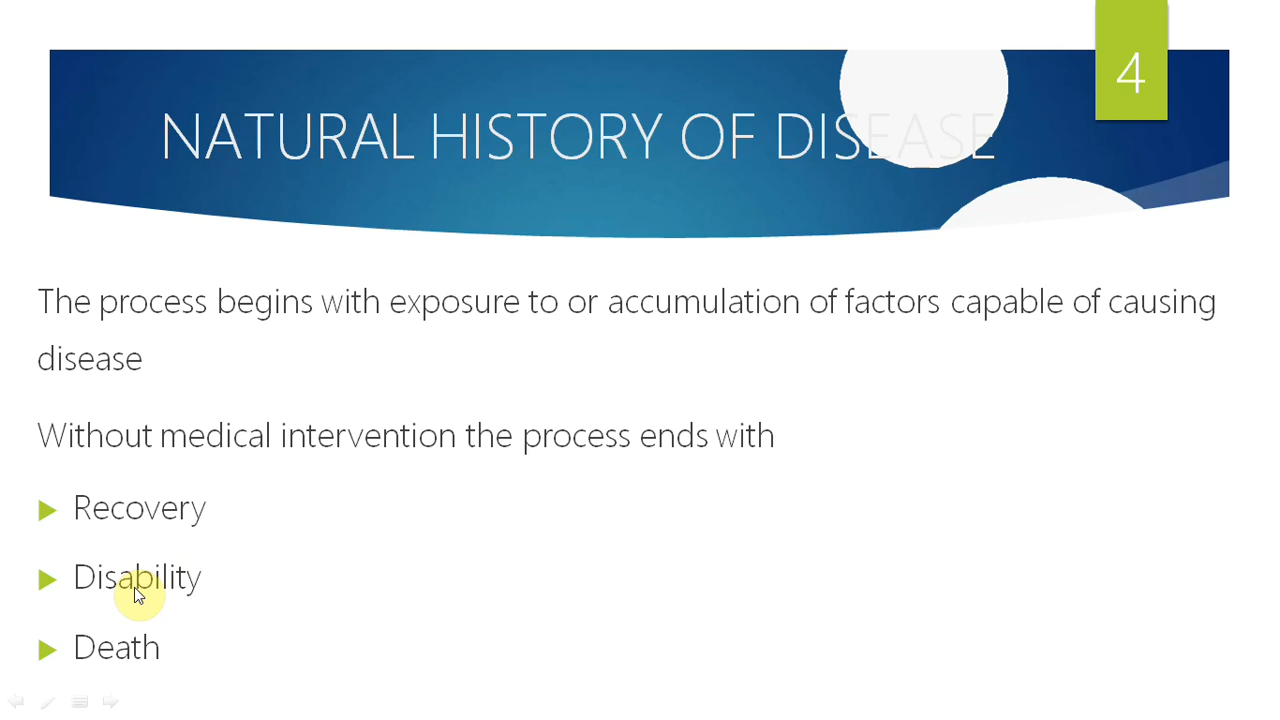 4
NATURAL HISTORY OF DISEASE
The process begins with exposure to or accumulation of factors capable of causing
disease
Without medical intervention the process ends with
Recovery
Disability
Death